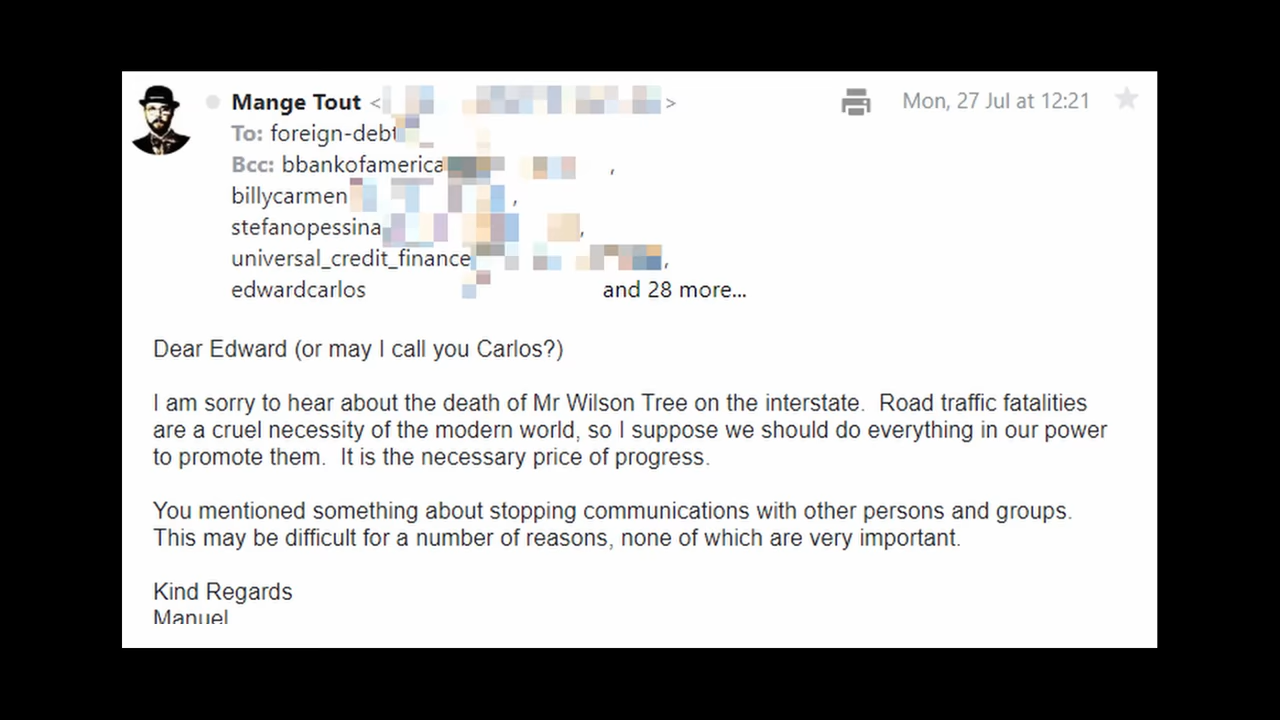 Mange Tout < >
Mon, 27 Jul at 12:21
To: foreign-debt
Bcc: bbankofamerica ,
billycarmen ,
stefanopessina ,
universal_credit_finance ,
edwardcarlos and 28 more...
Dear Edward (or may I call you Carlos?)
I am sorry to hear about the death of Mr Wilson Tree on the interstate.  Road traffic fatalities
are a cruel necessity of the modern world, so I suppose we should do everything in our power
to promote them.  It is the necessary price of progress.
You mentioned something about stopping communications with other persons and groups.
This may be difficult for a number of reasons, none of which are very important.
Kind Regards
Manuel